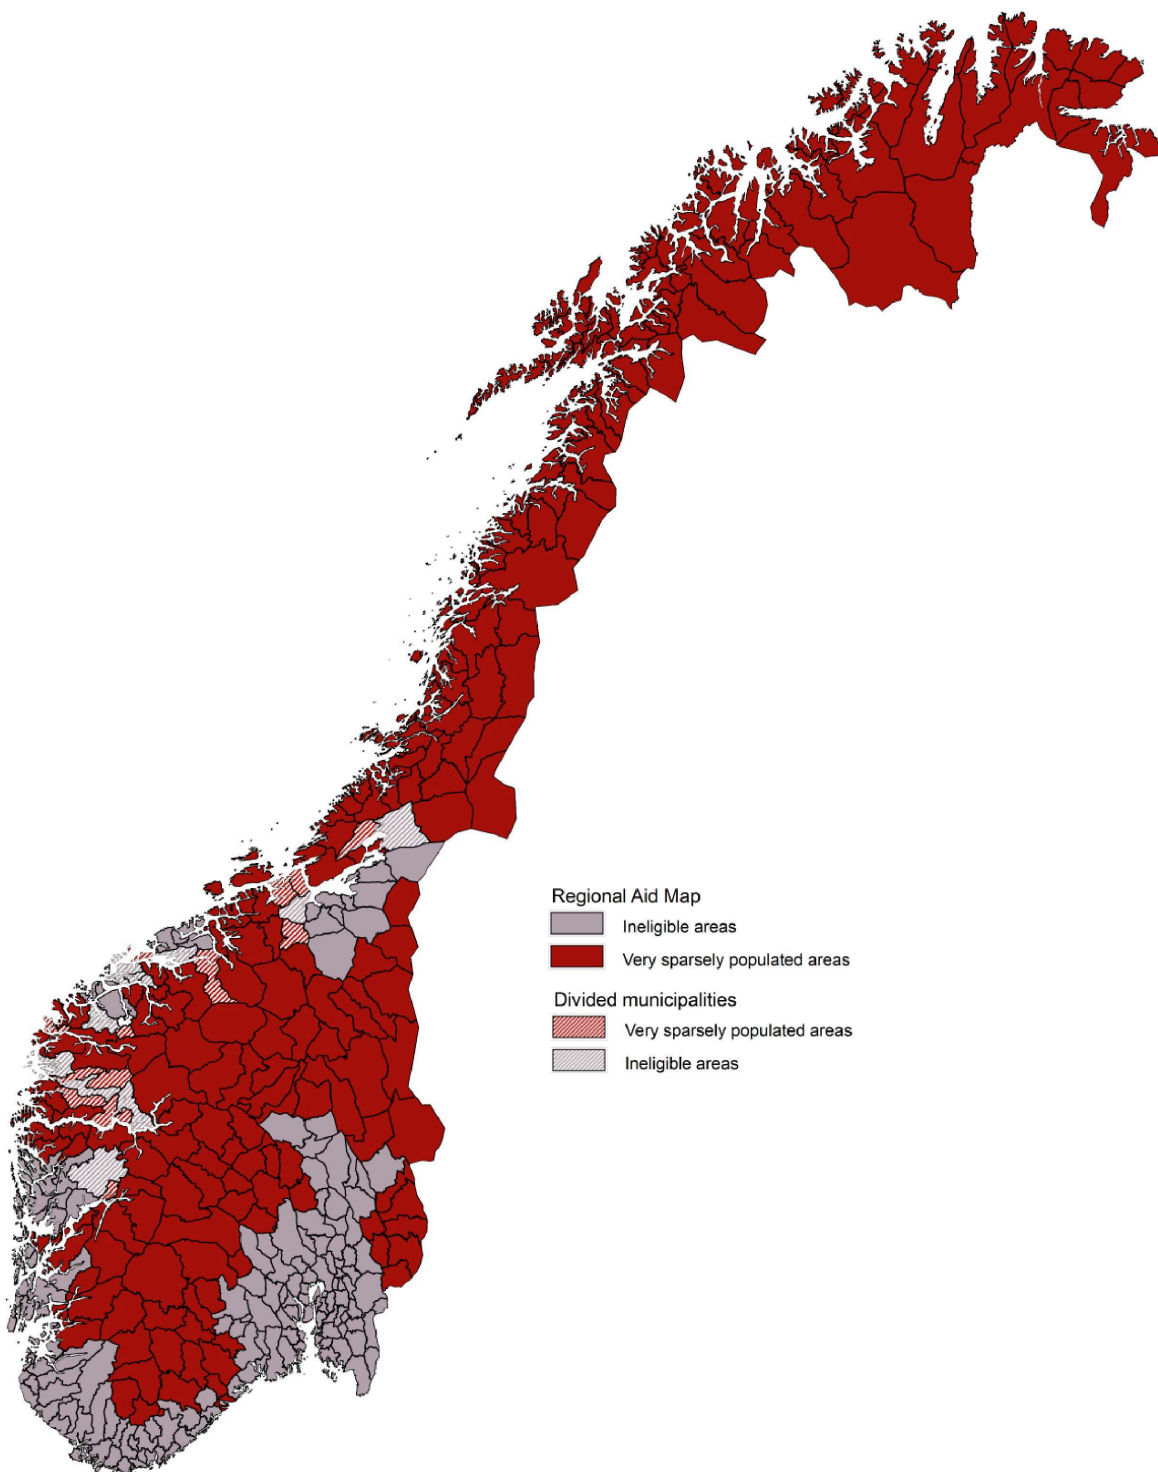 Regional Aid Map
Ineligible areas
Very sparsely populated areas
Divided municipalities
Very sparsely populated areas
Ineligible areas